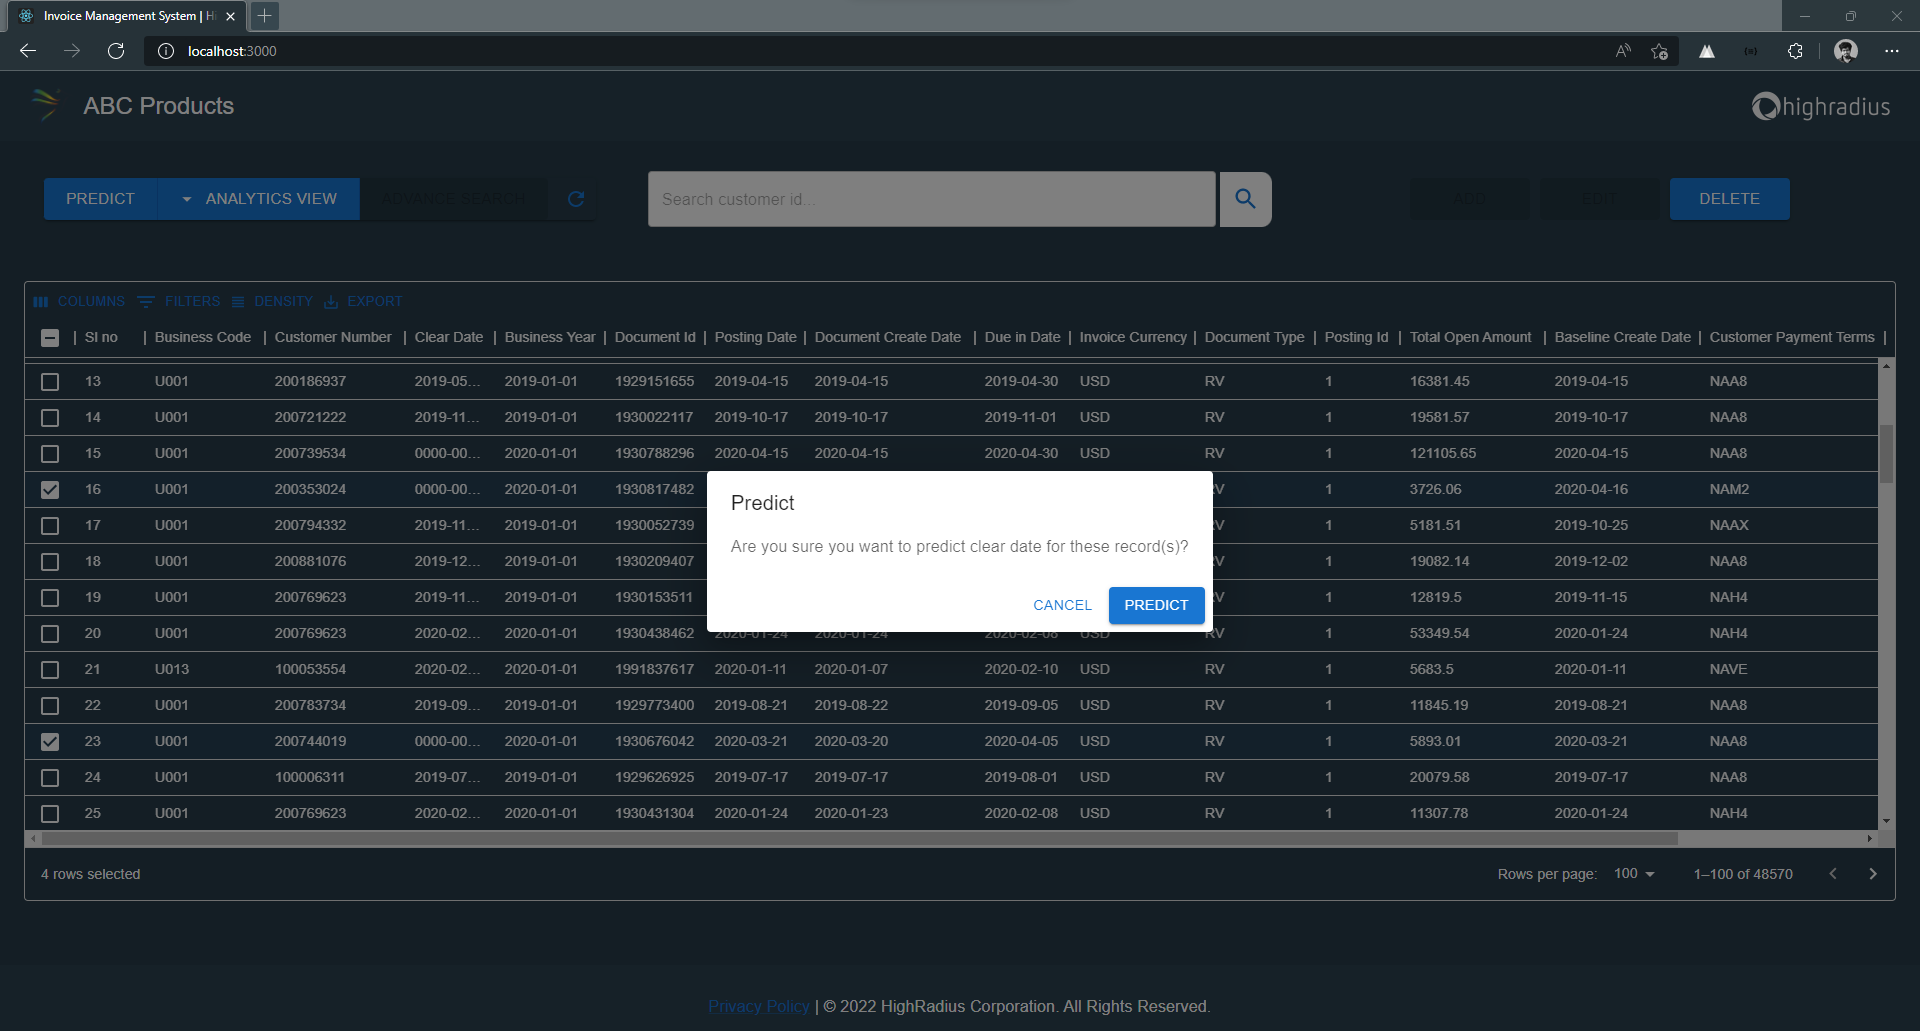 Invoice Management System | Hi
localhost:3000
ABC Products
highradius
PREDICT ANALYTICS VIEW ADVANCE SEARCH Search customer id... ADD EDIT DELETE
COLUMNS FILTERS DENSITY EXPORT
Sl no Business Code Customer Number Clear Date Business Year Document Id Posting Date Document Create Date Due in Date Invoice Currency Document Type Posting Id Total Open Amount Baseline Create Date Customer Payment Terms
13 U001 200186937 2019-05... 2019-01-01 1929151655 2019-04-15 2019-04-15 2019-04-30 USD RV 1 16381.45 2019-04-15 NAA8
14 U001 200721222 2019-11... 2019-01-01 1930022117 2019-10-17 2019-10-17 2019-11-01 USD RV 1 19581.57 2019-10-17 NAA8
15 U001 200739534 0000-00... 2020-01-01 1930788296 2020-04-15 2020-04-15 2020-04-30 USD RV 1 121105.65 2020-04-15 NAA8
16 U001 200353024 0000-00... 2020-01-01 1930817482 RV 1 3726.06 2020-04-16 NAM2
17 U001 200794332 2019-11... 2019-01-01 1930052739 RV 1 5181.51 2019-10-25 NAAX
18 U001 200881076 2019-12... 2019-01-01 1930209407 RV 1 19082.14 2019-12-02 NAA8
19 U001 200769623 2019-11... 2019-01-01 1930153511 RV 1 12819.5 2019-11-15 NAH4
20 U001 200769623 2020-02... 2020-01-01 1930438462 2020-01-24 2020-01-24 2020-02-08 USD RV 1 53349.54 2020-01-24 NAH4
21 U013 100053554 2020-02... 2020-01-01 1991837617 2020-01-11 2020-01-07 2020-02-10 USD RV 1 5683.5 2020-01-11 NAVE
22 U001 200783734 2019-09... 2019-01-01 1929773400 2019-08-21 2019-08-22 2019-09-05 USD RV 1 11845.19 2019-08-21 NAA8
23 U001 200744019 0000-00... 2020-01-01 1930676042 2020-03-21 2020-03-20 2020-04-05 USD RV 1 5893.01 2020-03-21 NAA8
24 U001 100006311 2019-07... 2019-01-01 1929626925 2019-07-17 2019-07-17 2019-08-01 USD RV 1 20079.58 2019-07-17 NAA8
25 U001 200769623 2020-02... 2020-01-01 1930431304 2020-01-24 2020-01-23 2020-02-08 USD RV 1 11307.78 2020-01-24 NAH4
Predict
Are you sure you want to predict clear date for these record(s)?
CANCEL PREDICT
4 rows selected Rows per page: 100 1–100 of 48570
Privacy Policy | © 2022 HighRadius Corporation. All Rights Reserved.